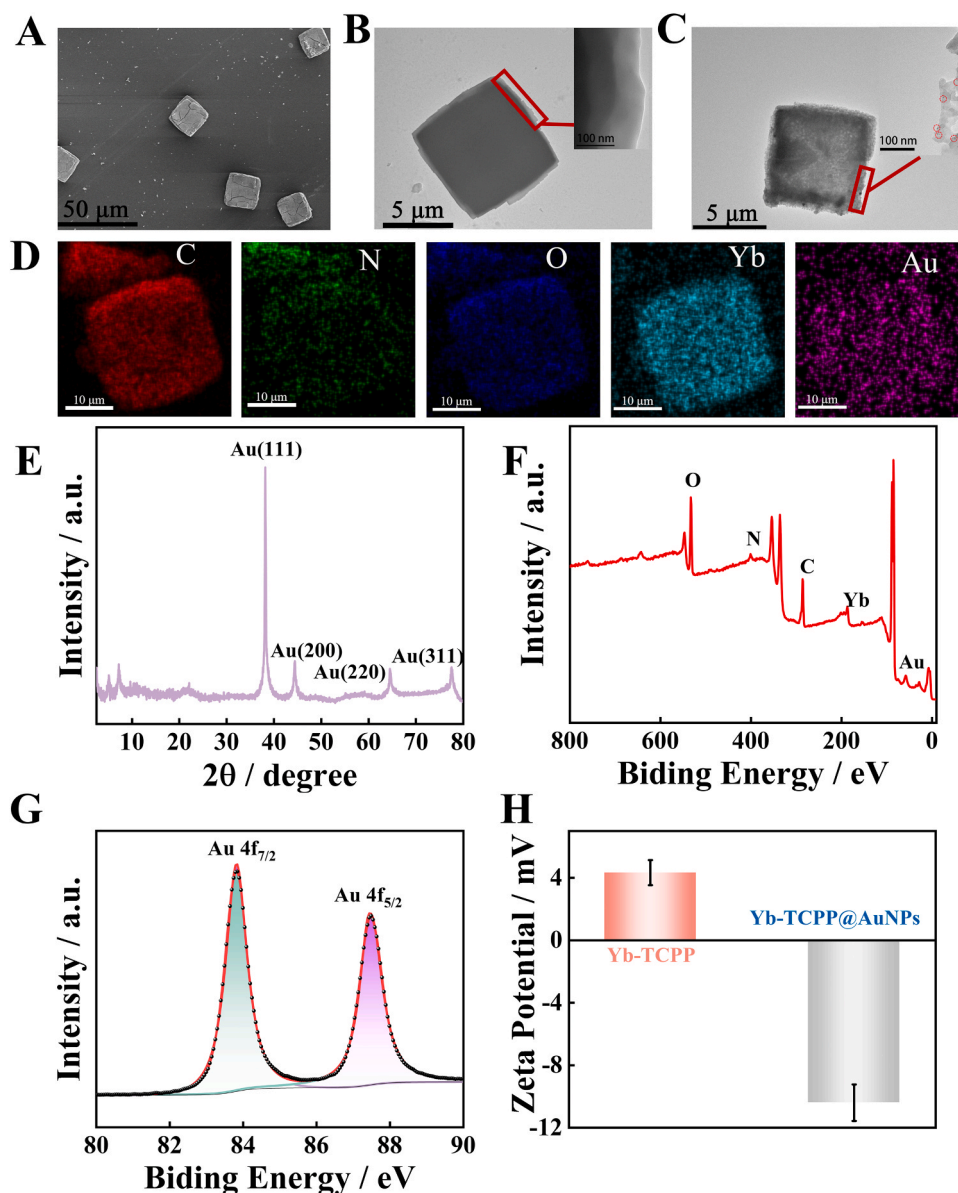 A
50 µm
B
100 nm
5 µm
C
100 nm
5 µm
D
C
N
O
Yb
Au
10 µm
10 µm
10 µm
10 µm
10 µm
E
Intensity / a.u.
Au(111)
Au(200)
Au(220)
Au(311)
10 20 30 40 50 60 70 80
2θ / degree
F
Intensity / a.u.
O
N
C
Yb
Au
800 600 400 200 0
Biding Energy / eV
G
Intensity / a.u.
Au 4f7/2
Au 4f5/2
80 82 84 86 88 90
Biding Energy / eV
H
Zeta Potential / mV
4
0
-4
-8
-12
Yb-TCPP
Yb-TCPP@AuNPs